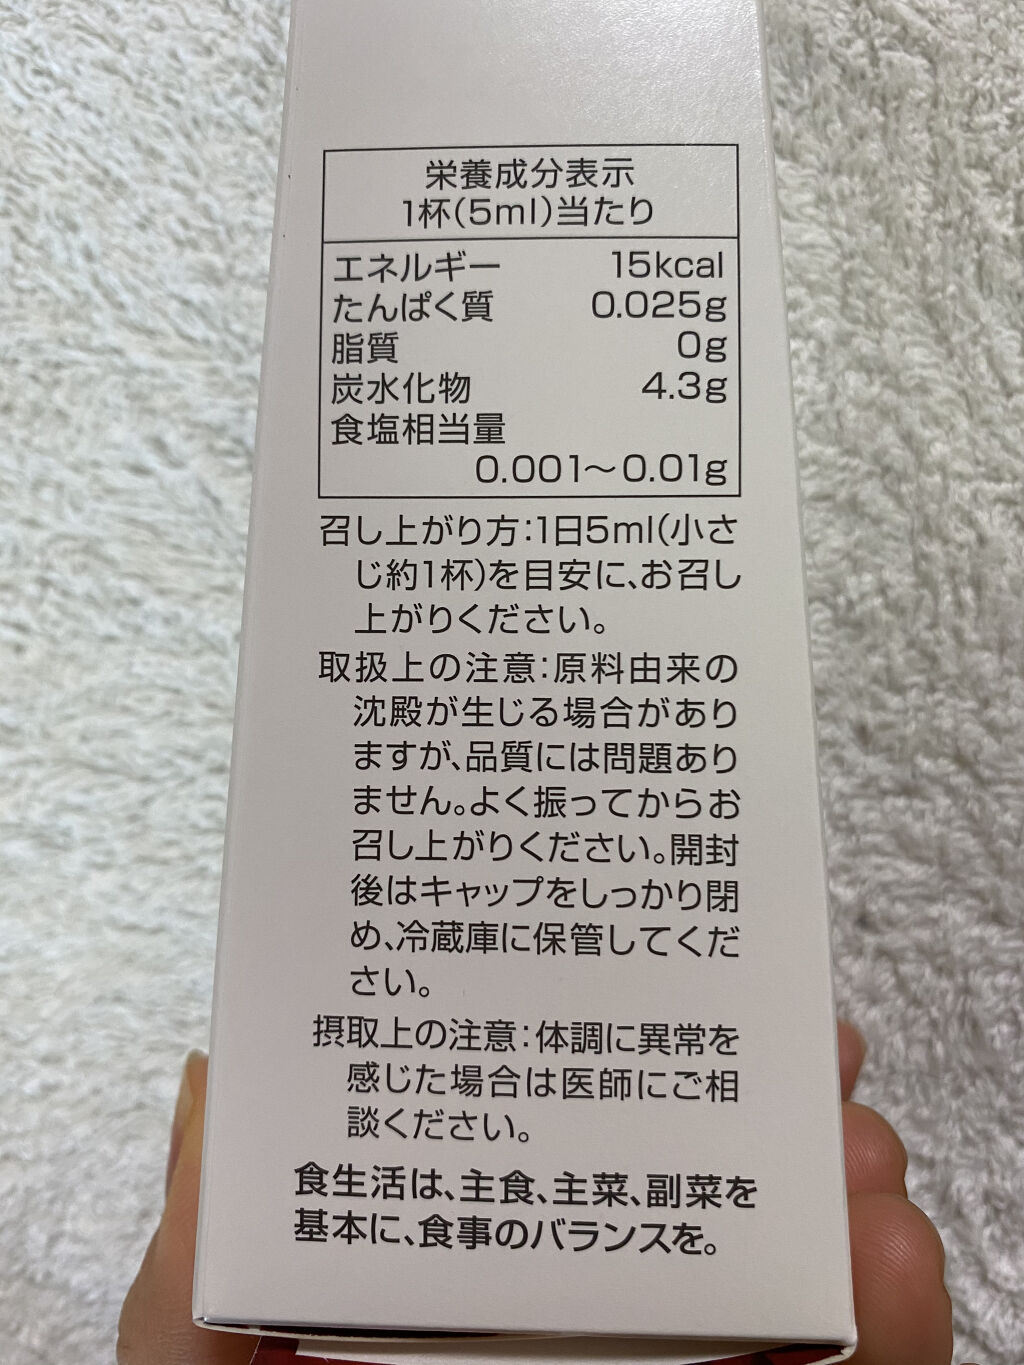 栄養成分表示
1杯(5ml)当たり
エネルギー 15kcal
たんぱく質 0.025g
脂質 0g
炭水化物 4.3g
食塩相当量
0.001〜0.01g
召し上がり方:1日5ml(小さ
じ約1杯)を目安に、お召し
上がりください。
取扱上の注意:原料由来の
沈殿が生じる場合があり
ますが、品質には問題あり
ません。よく振ってからお
召し上がりください。開封
後はキャップをしっかり閉
め、冷蔵庫に保管してくだ
さい。
摂取上の注意:体調に異常を
感じた場合は医師にご相
談ください。
食生活は、主食、主菜、副菜を
基本に、食事のバランスを。